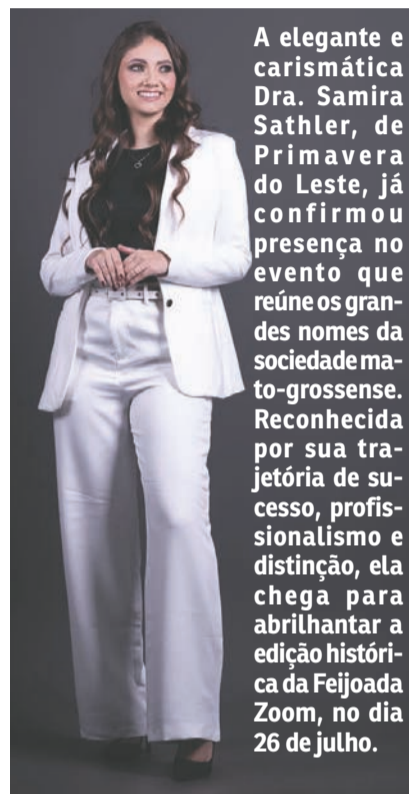 A elegante e
carismática
Dra. Samira
Sathler, de
Primavera
do Leste, já
confirmou
presença no
evento que
reúne os gran-
des nomes da
sociedade ma-
to-grossense.
Reconhecida
por sua tra-
jetória de su-
cesso, profis-
sionalismo e
distinção, ela
chega para
abrilhantar a
edição históri-
ca da Feijoada
Zoom, no dia
26 de julho.